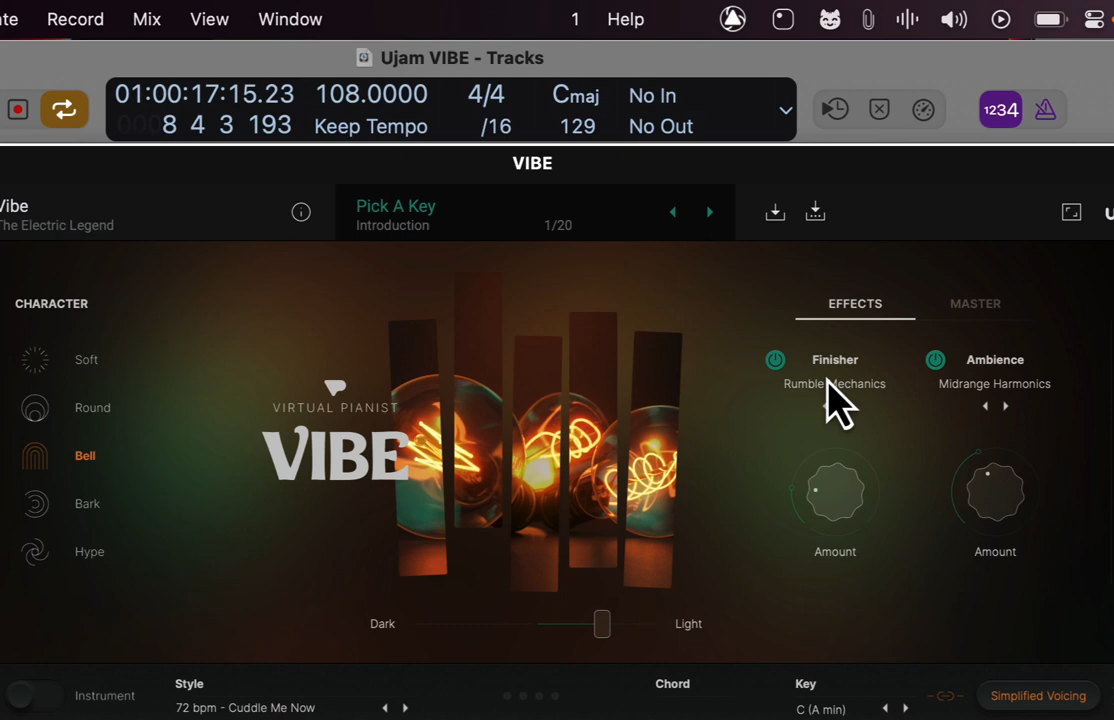 Record Mix View Window 1 Help
Ujam VIBE - Tracks
01:00:17:15.23 108.0000 4/4 Cmaj No In
0008 4 3 193 Keep Tempo /16 129 No Out
1234
VIBE
Vibe
The Electric Legend
Pick A Key
Introduction 1/20
CHARACTER
Soft
Round
Bell
Bark
Hype
VIRTUAL PIANIST
VIBE
Dark Light
EFFECTS MASTER
Finisher Ambience
Rumble Mechanics Midrange Harmonics
Amount Amount
Instrument
Style
72 bpm - Cuddle Me Now
Chord
Key
C (A min)
Simplified Voicing